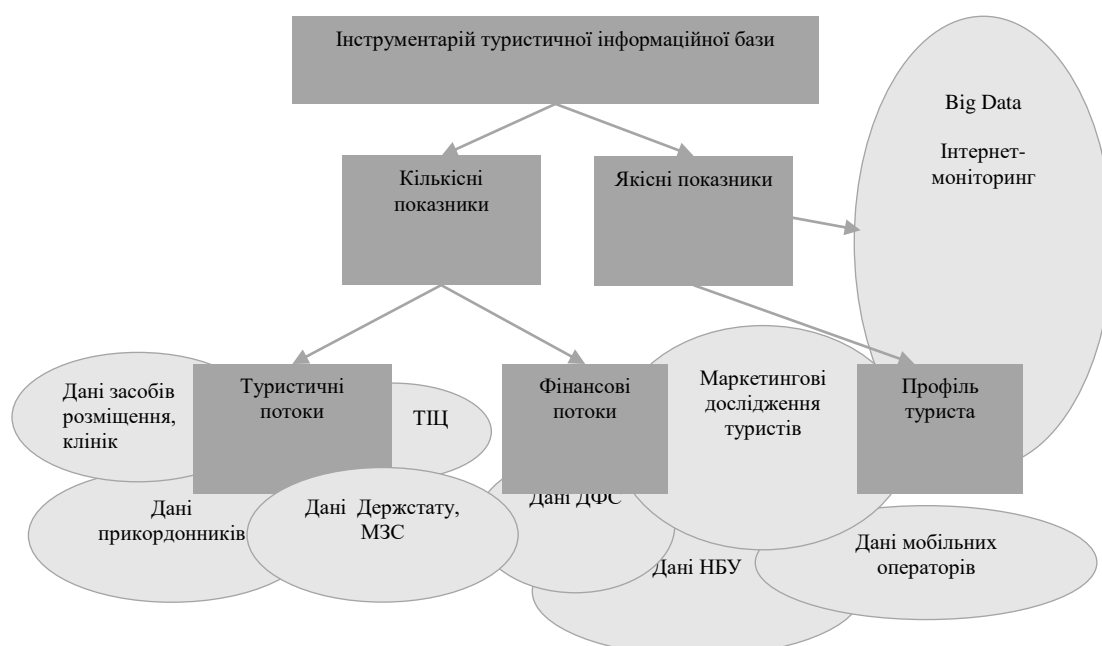 Інструментарій туристичної інформаційної бази
Big Data
Інтернет-
моніторинг
Кількісні
показники
Якісні показники
Дані засобів
розміщення,
клінік
Туристичні
потоки
ТІЦ
Фінансові
потоки
Маркетингові
дослідження
туристів
Профіль
туриста
Дані
прикордонників
Дані Держстату,
МЗС
Дані ДФС
Дані НБУ
Дані мобільних
операторів